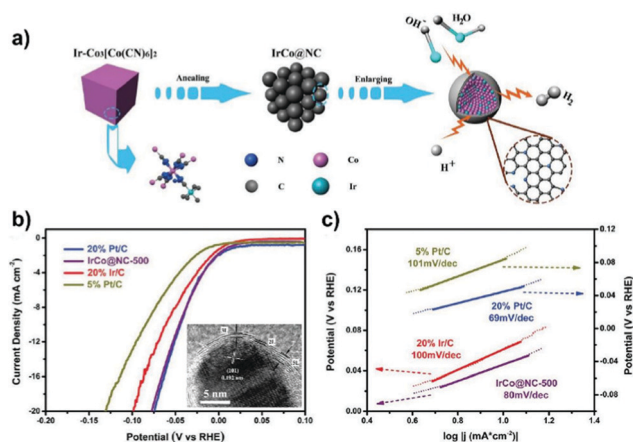 a)
Ir-Co3[Co(CN)6]2
IrCo@NC
OH-
H2O
Anealing
Enlarging
H2
H+
N
Co
C
Ir
b)
20% Pt/C
IrCo@NC-500
20% Ir/C
5% Pt/C
(101)
0.192 nm
5 nm
Current Density (mA cm-2)
0
-4
-8
-12
-16
-20
-0.15 -0.10 -0.05 0.00 0.05 0.10
Potential (V vs RHE)
c)
5% Pt/C
101mV/dec
20% Pt/C
69mV/dec
20% Ir/C
100mV/dec
IrCo@NC-500
80mV/dec
Potential (V vs RHE)
0.16
0.12
0.08
0.04
0.00
0.12
0.08
0.04
0.00
-0.04
-0.08
Potential (V vs RHE)
0.4 0.6 0.8 1.0 1.2 1.4
log |j (mA*cm-2)|